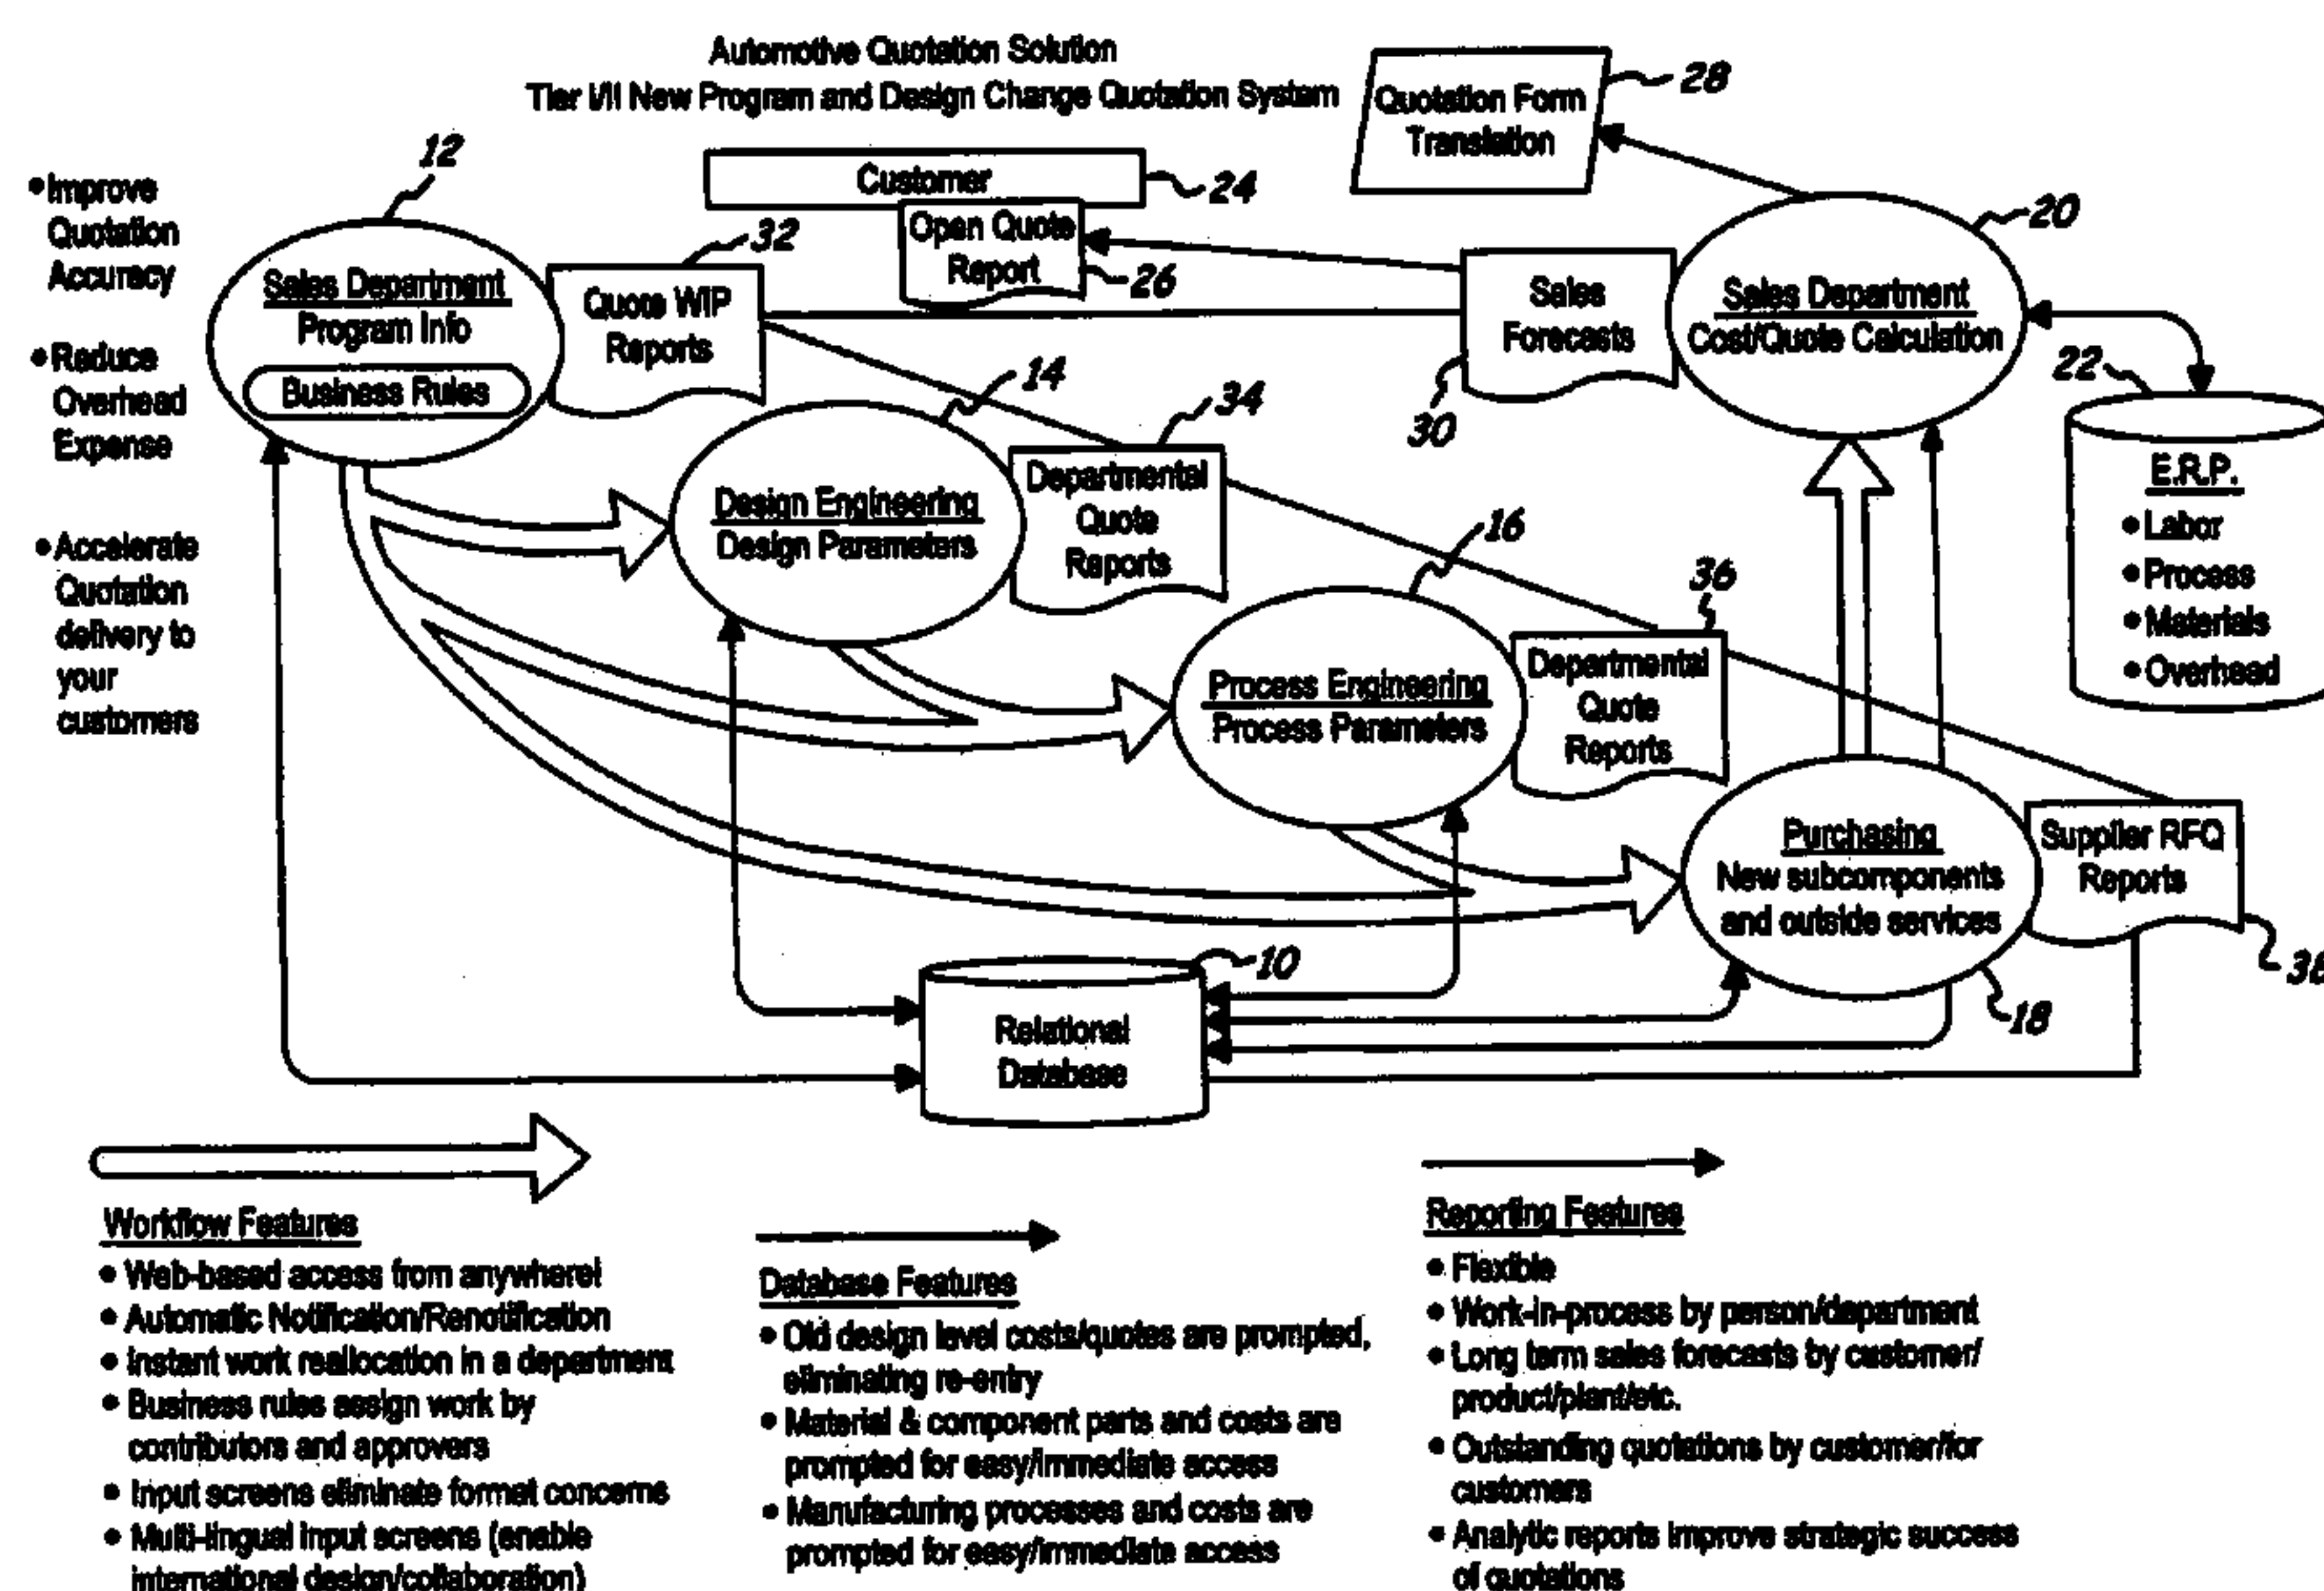 Automotive Quotation Solution
Tier I/II New Program and Design Change Quotation System
Quotation Form
Translation
28
12
• Improve
Quotation
Accuracy
• Reduce
Overhead
Expense
• Accelerate
Quotation
delivery to
your
customers
Customer
24
Open Quote
Report
26
32
Sales Department
Program Info
Business Rules
Quote WIP
Reports
20
Sales
Forecasts
30
Sales Department
Cost/Quote Calculation
22
E.R.P.
• Labor
• Process
• Materials
• Overhead
14
34
Design Engineering
Design Parameters
Departmental
Quote
Reports
16
36
Process Engineering
Process Parameters
Departmental
Quote
Reports
Purchasing
New subcomponents
and outside services
Supplier RFQ
Reports
38
18
10
Relational
Database
Workflow Features
• Web-based access from anywhere!
• Automatic Notification/Renotification
• Instant work reallocation in a department
• Business rules assign work by
contributors and approvers
• Input screens eliminate format concerns
• Multi-lingual input screens (enable
international design/collaboration)
Database Features
• Old design level costs/quotes are prompted,
eliminating re-entry
• Material & component parts and costs are
prompted for easy/immediate access
• Manufacturing processes and costs are
prompted for easy/immediate access
Reporting Features
• Flexible
• Work-in-process by person/department
• Long term sales forecasts by customer/
product/plant/etc.
• Outstanding quotations by customer/for
customers
• Analytic reports improve strategic success
of quotations